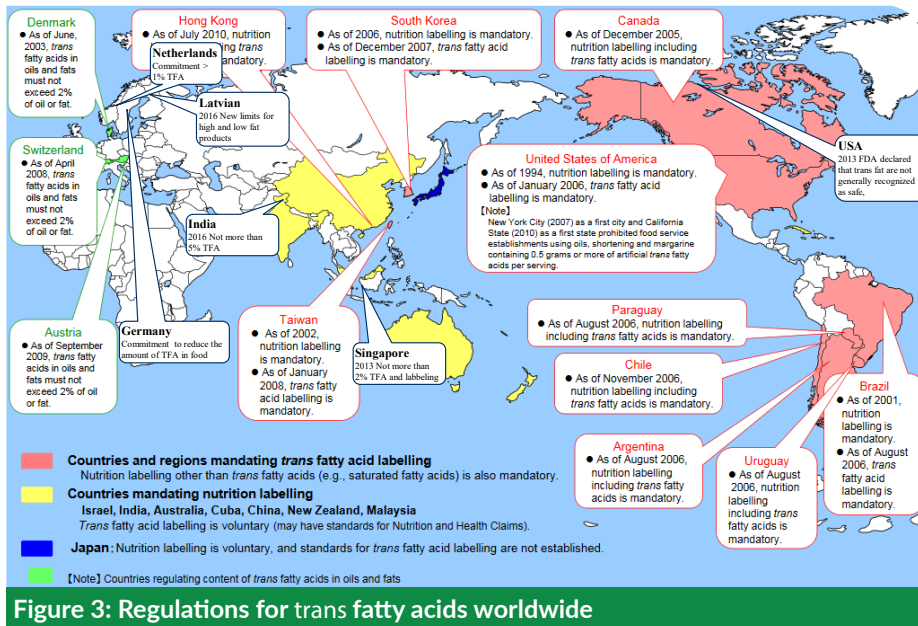 Denmark
● As of June,
2003, trans
fatty acids in
oils and fats
must not
exceed 2%
of oil or fat.
Netherlands
Commitment >
1% TFA
Hong Kong
● As of July 2010, nutrition
ing trans
andatory.
South Korea
● As of 2006, nutrition labelling is mandatory.
● As of December 2007, trans fatty acid
labelling is mandatory.
Canada
● As of December 2005,
nutrition labelling including
trans fatty acids is mandatory.
Latvian
2016 New limits for
high and low fat
products
Switzerland
● As of April
2008, trans
fatty acids in
oils and fats
must not
exceed 2%
of oil or fat.
USA
2013 FDA declared
that trans fat are not
generally recognized
as safe,
United States of America
● As of 1994, nutrition labelling is mandatory.
● As of January 2006, trans fatty acid
labelling is mandatory.
【Note】
New York City (2007) as a first city and California
State (2010) as a first state prohibited food service
establishments using oils, shortening and margarine
containing 0.5 grams or more of artificial trans fatty
acids per serving.
India
2016 Not more than
5% TFA
Austria
● As of September
2009, trans fatty
acids in oils and
fats must not
exceed 2% of oil
or fat.
Germany
Commitment to reduce the
amount of TFA in food
Taiwan
● As of 2002,
nutrition
labelling is
mandatory.
● As of January
2008, trans fatty
acid labelling is
mandatory.
Singapore
2013 Not more than
2% TFA and labeling
Paraguay
● As of August 2006, nutrition labelling
including trans fatty acids is mandatory.
Chile
● As of November 2006,
nutrition labelling including
trans fatty acids is mandatory.
Argentina
● As of August 2006,
nutrition labelling
including trans fatty
acids is mandatory.
Uruguay
● As of August
2006, nutrition
labelling
including trans
fatty acids is
mandatory.
Brazil
● As of 2001,
nutrition
labelling is
mandatory.
● As of August
2006, trans fatty
acid labelling is
mandatory.
Countries and regions mandating trans fatty acid labelling
Nutrition labelling other than trans fatty acids (e.g., saturated fatty acids) is also mandatory.
Countries mandating nutrition labelling
Israel, India, Australia, Cuba, China, New Zealand, Malaysia
Trans fatty acid labelling is voluntary (may have standards for Nutrition and Health Claims).
Japan: Nutrition labelling is voluntary, and standards for trans fatty acid labelling are not established.
【Note】 Countries regulating content of trans fatty acids in oils and fats
Figure 3: Regulations for trans fatty acids worldwide